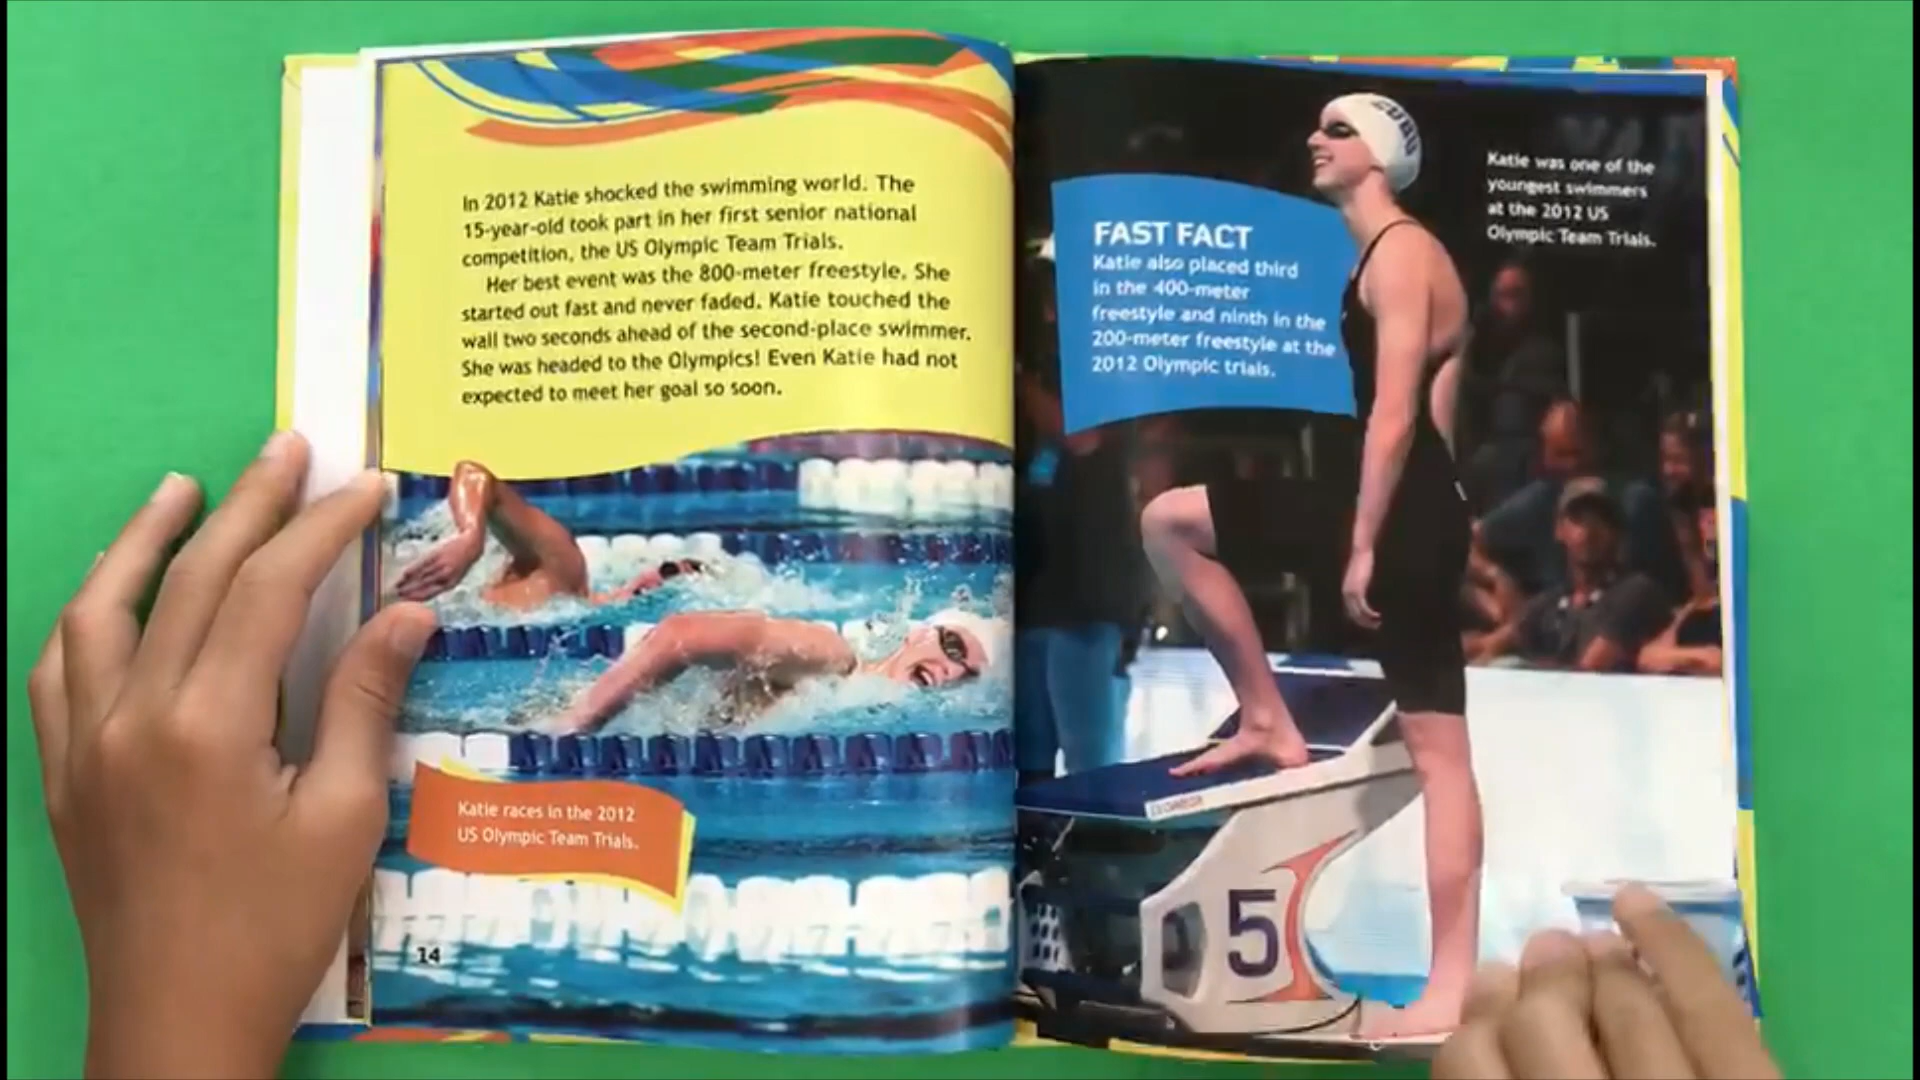 In 2012 Katie shocked the swimming world. The
15-year-old took part in her first senior national
competition, the US Olympic Team Trials.
Her best event was the 800-meter freestyle. She
started out fast and never faded. Katie touched the
wall two seconds ahead of the second-place swimmer.
She was headed to the Olympics! Even Katie had not
expected to meet her goal so soon.
Katie races in the 2012
US Olympic Team Trials.
14
FAST FACT
Katie also placed third
in the 400-meter
freestyle and ninth in the
200-meter freestyle at the
2012 Olympic trials.
Katie was one of the
youngest swimmers
at the 2012 US
Olympic Team Trials.
OMEGA
5